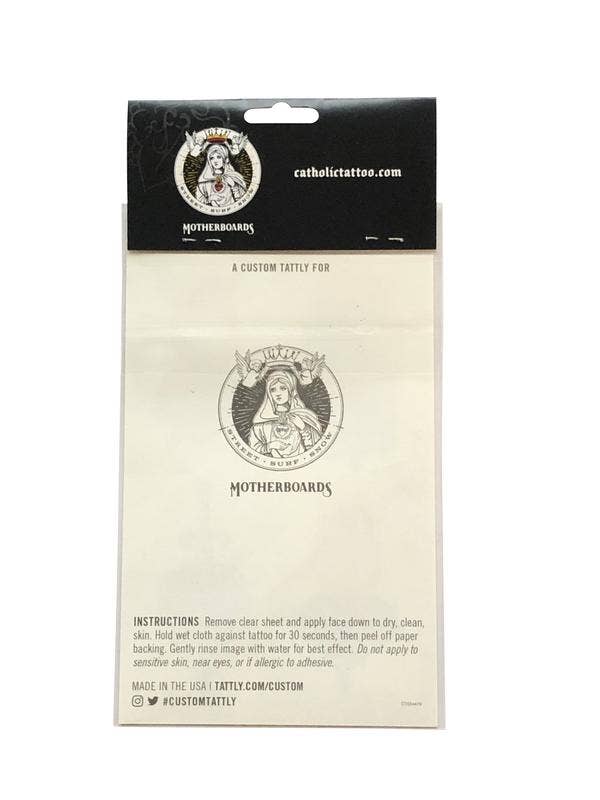 catholictattoo.com
STREET · SURF · SNOW
MOTHERBOARDS
A CUSTOM TATTLY FOR
STREET · SURF · SNOW
MOTHERBOARDS
INSTRUCTIONS Remove clear sheet and apply face down to dry, clean,
skin. Hold wet cloth against tattoo for 30 seconds, then peel off paper
backing. Gently rinse image with water for best effect. Do not apply to
sensitive skin, near eyes, or if allergic to adhesive.
MADE IN THE USA | TATTLY.COM/CUSTOM
#CUSTOMTATTLY